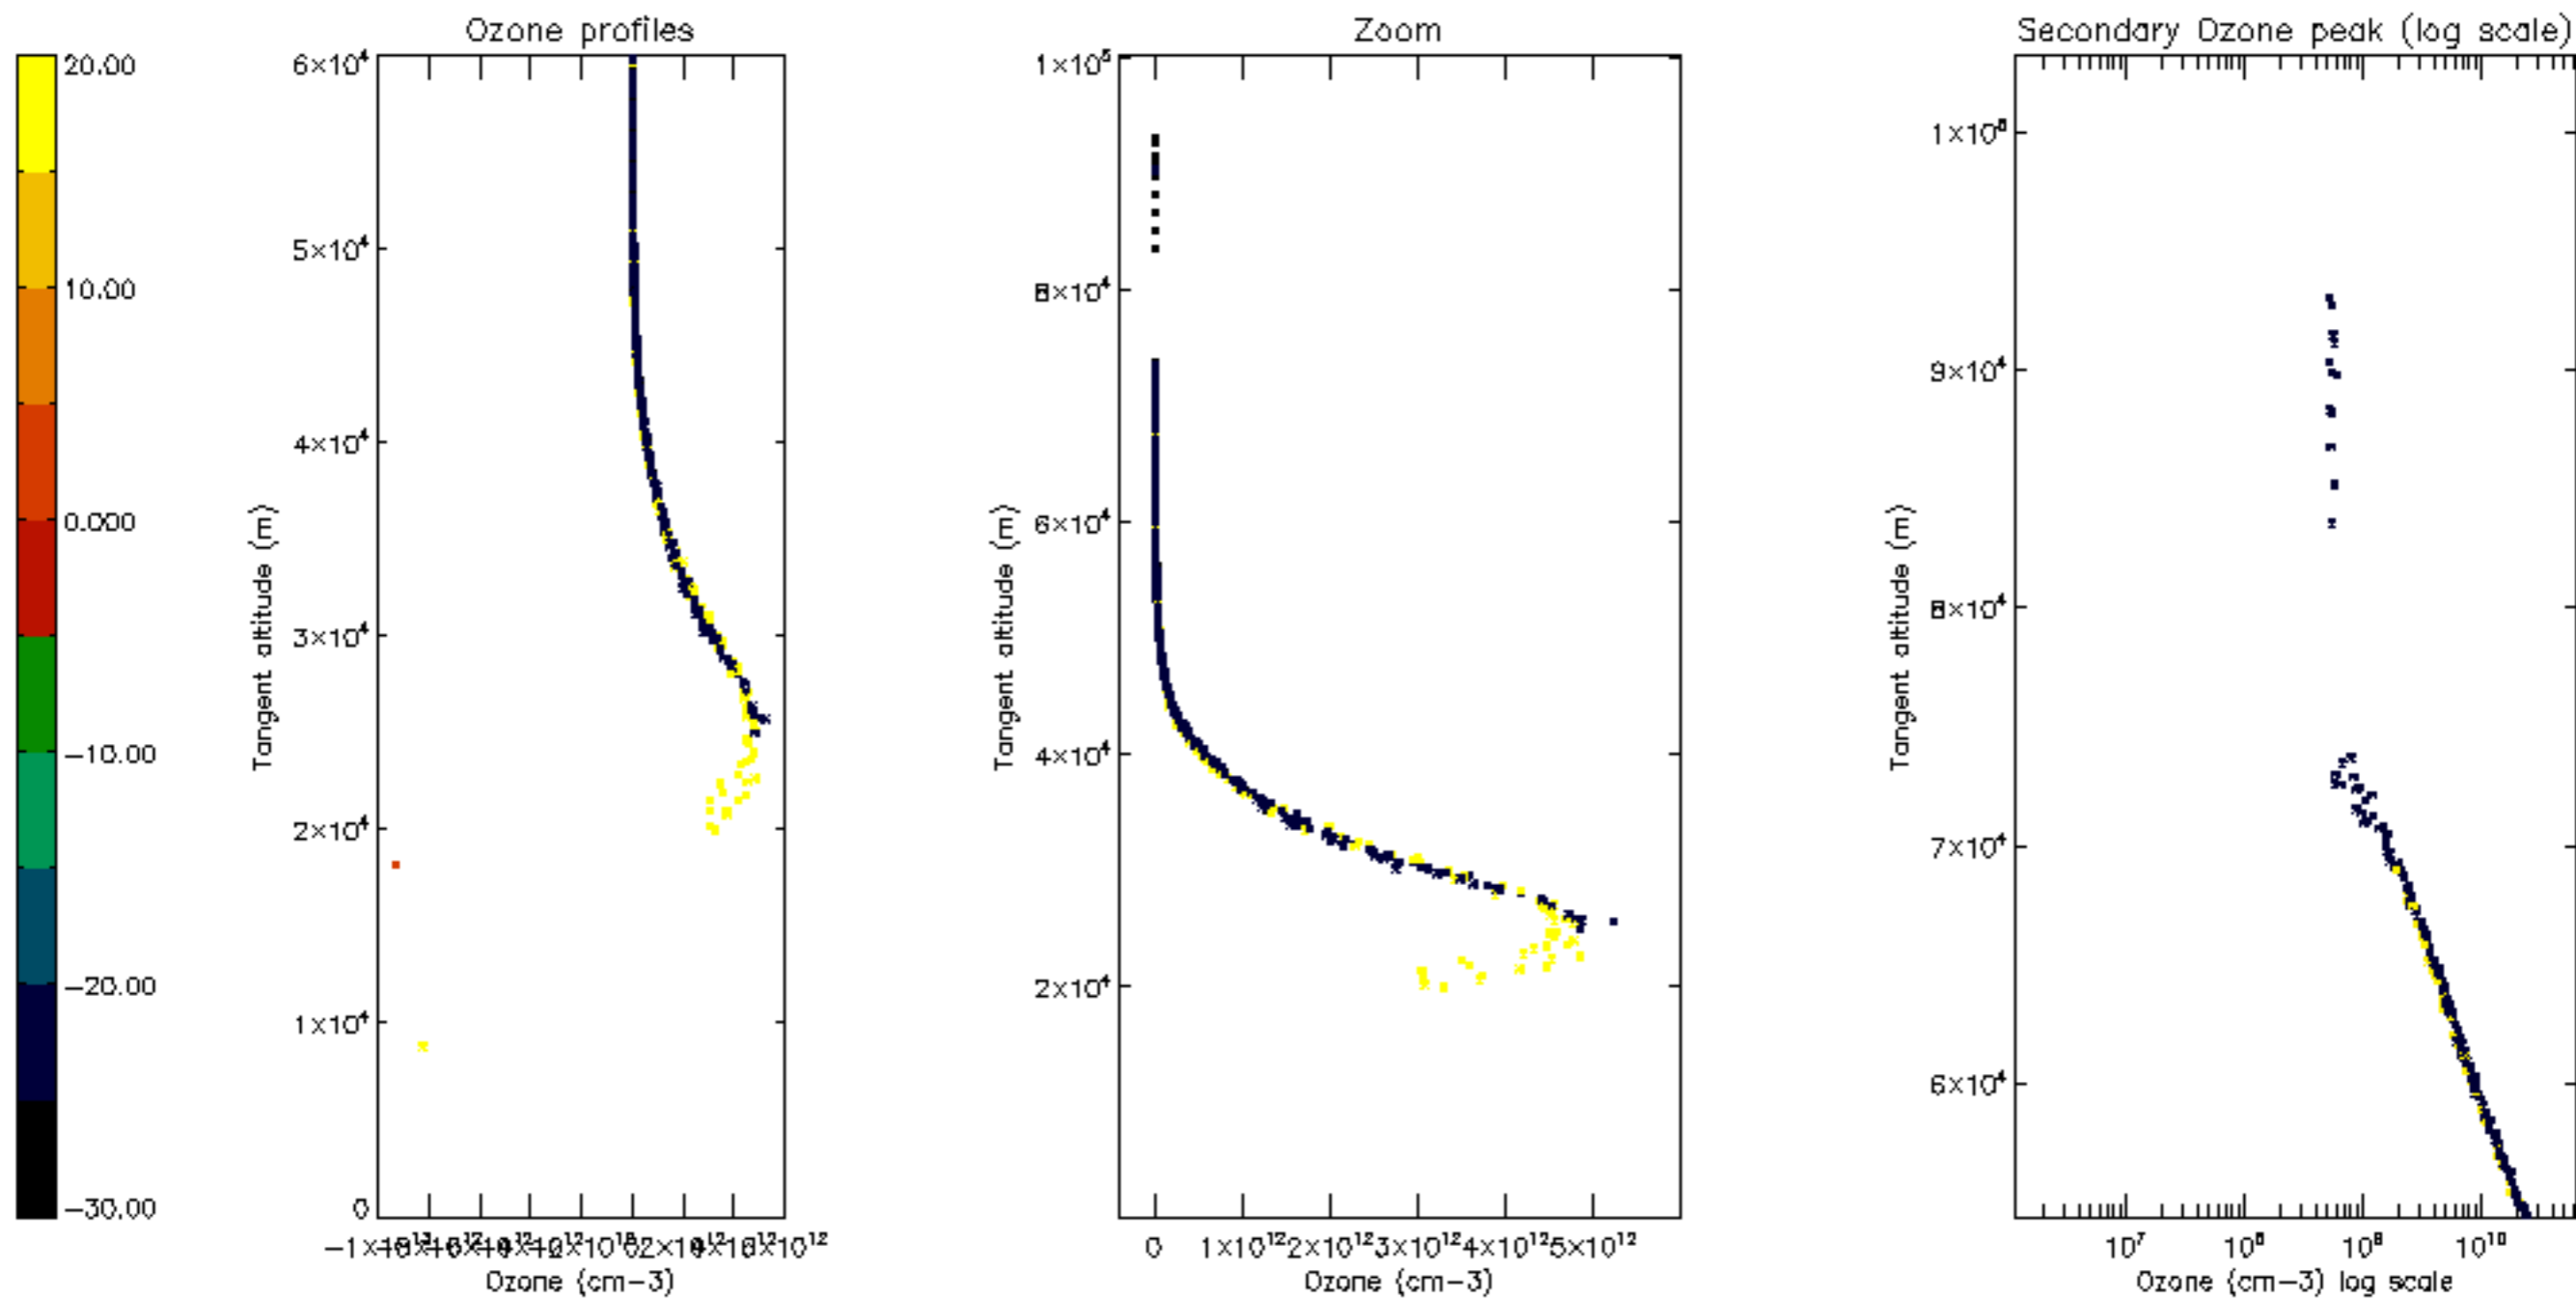 Ozone profiles
Zoom
Secondary Ozone peak (log scale)
20.00
10.00
0.000
−10.00
−20.00
−30.00
6×10⁴
5×10⁴
4×10⁴
3×10⁴
2×10⁴
1×10⁴
0
Tangent altitude (m)
Ozone (cm−3)
1×10⁵
8×10⁴
6×10⁴
4×10⁴
2×10⁴
Tangent altitude (m)
0 1×10¹² 2×10¹² 3×10¹² 4×10¹² 5×10¹²
Ozone (cm−3)
9×10⁴
8×10⁴
7×10⁴
6×10⁴
Tangent altitude (m)
10⁷ 10⁸ 10⁹ 10¹⁰
Ozone (cm−3) log scale